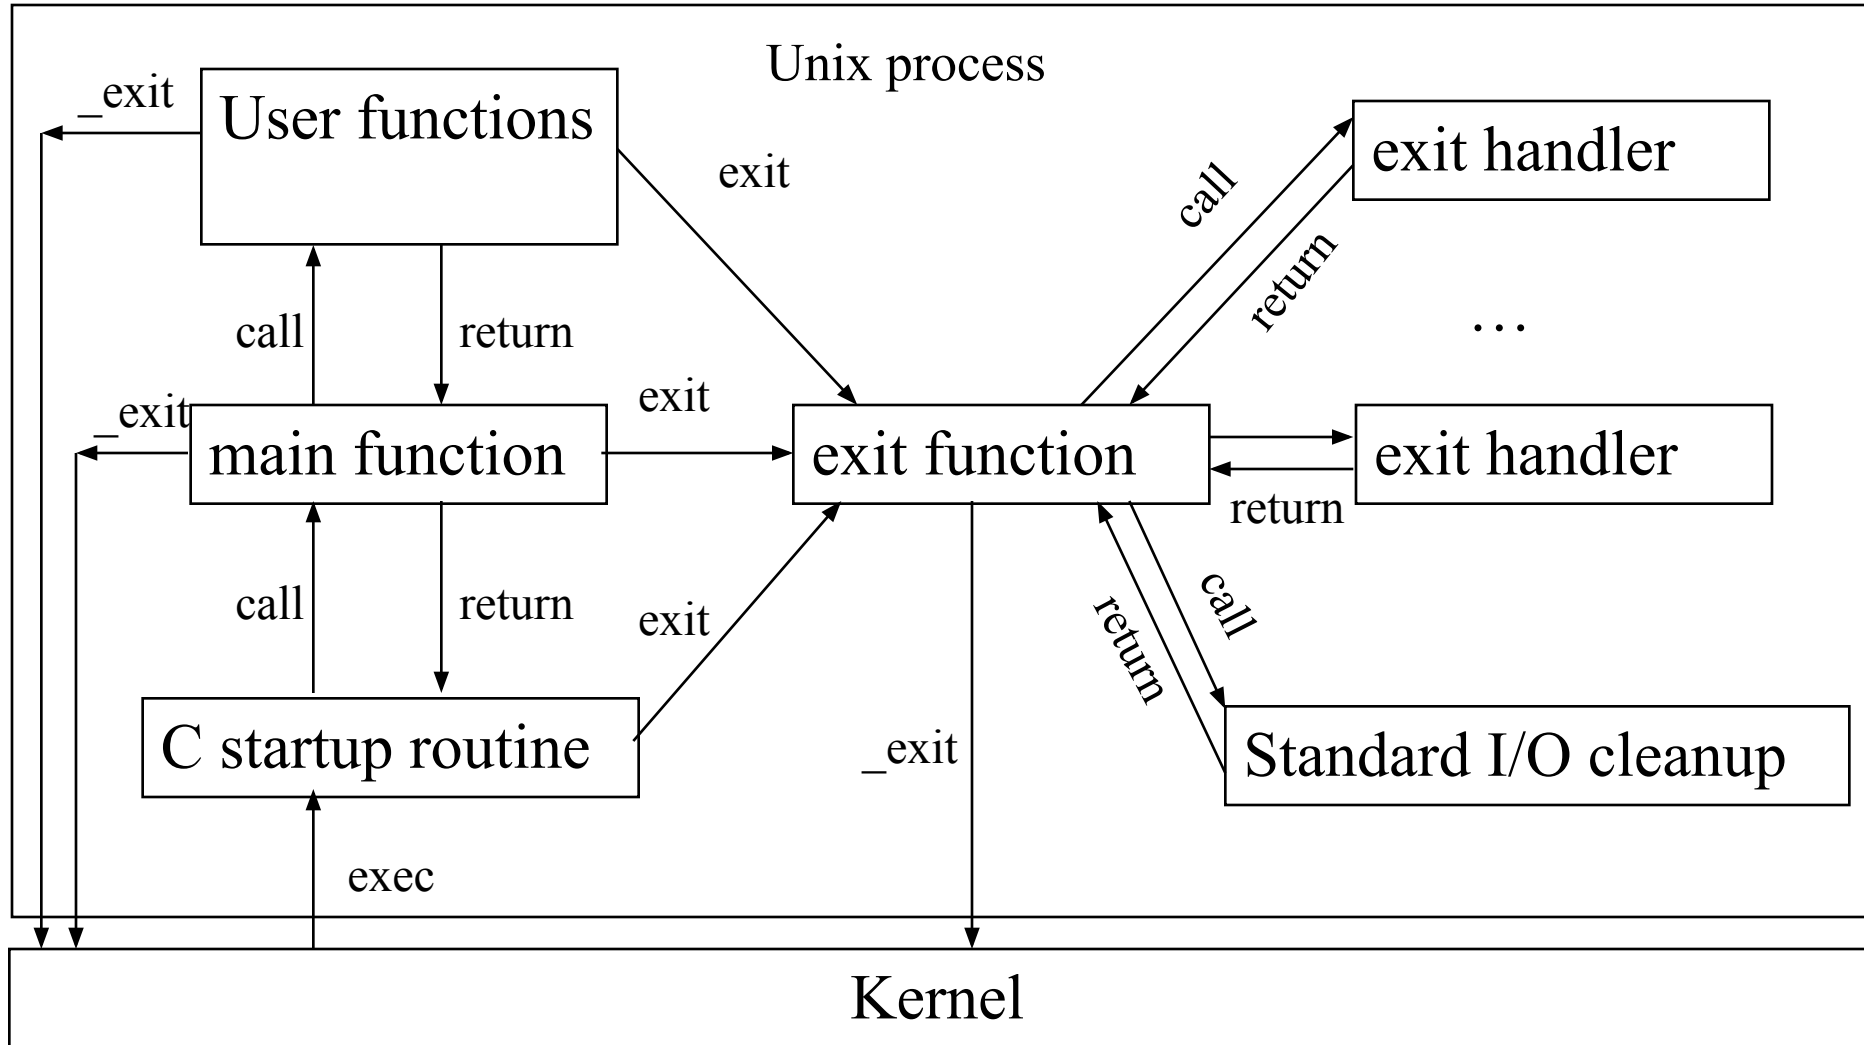 Unix process
_exit
User functions
exit
call
exit handler
return
…
call
return
_exit
main function
exit
exit function
exit handler
return
call
return
exit
return
call
C startup routine
_exit
Standard I/O cleanup
exec
Kernel